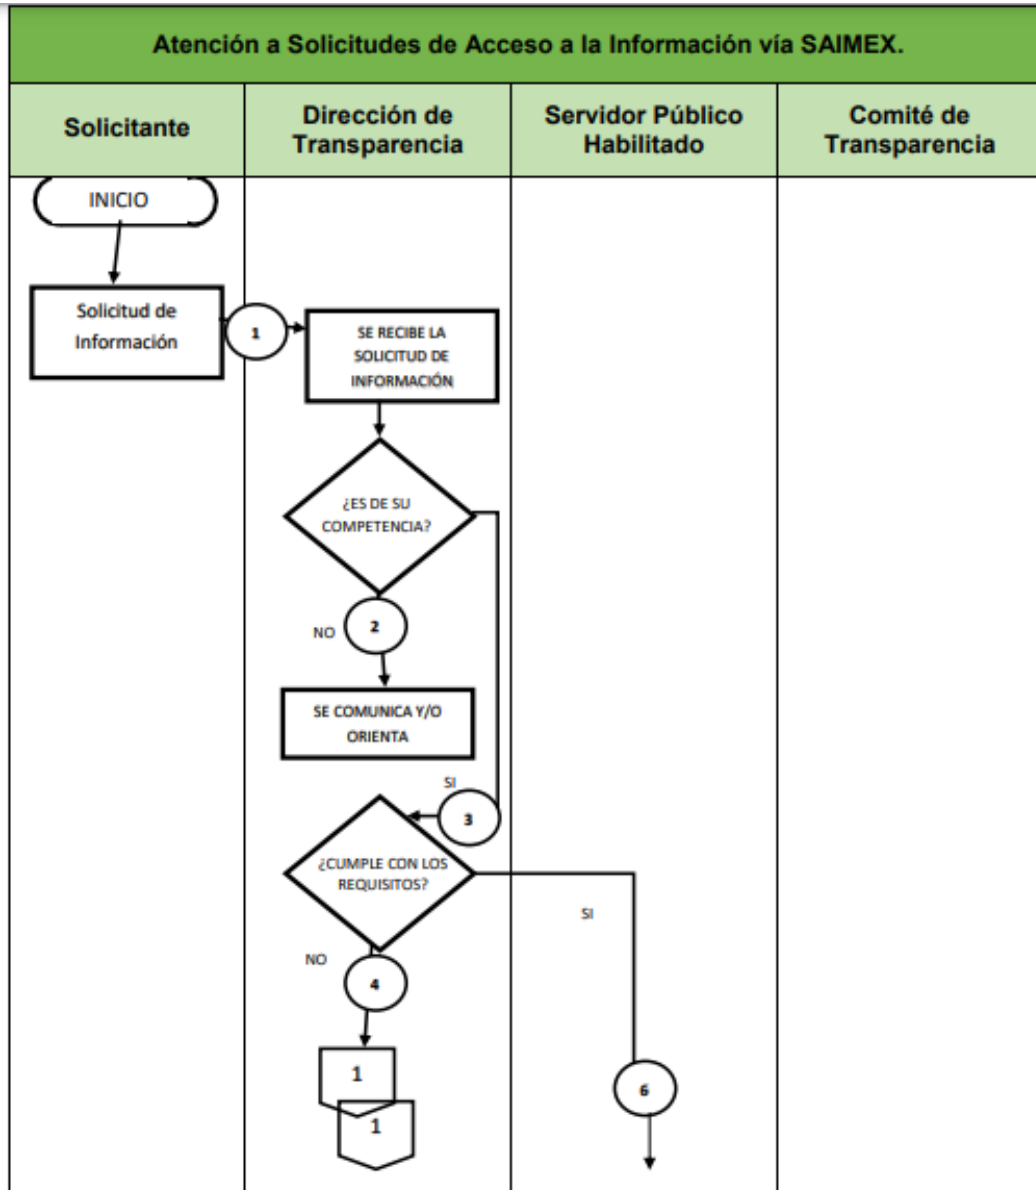 Atención a Solicitudes de Acceso a la Información vía SAIMEX.
Solicitante
Dirección de
Transparencia
Servidor Público
Habilitado
Comité de
Transparencia
INICIO
Solicitud de
Información
1
SE RECIBE LA
SOLICITUD DE
INFORMACIÓN
¿ES DE SU
COMPETENCIA?
NO
2
SE COMUNICA Y/O
ORIENTA
SI
3
¿CUMPLE CON LOS
REQUISITOS?
SI
NO
4
1
1
6